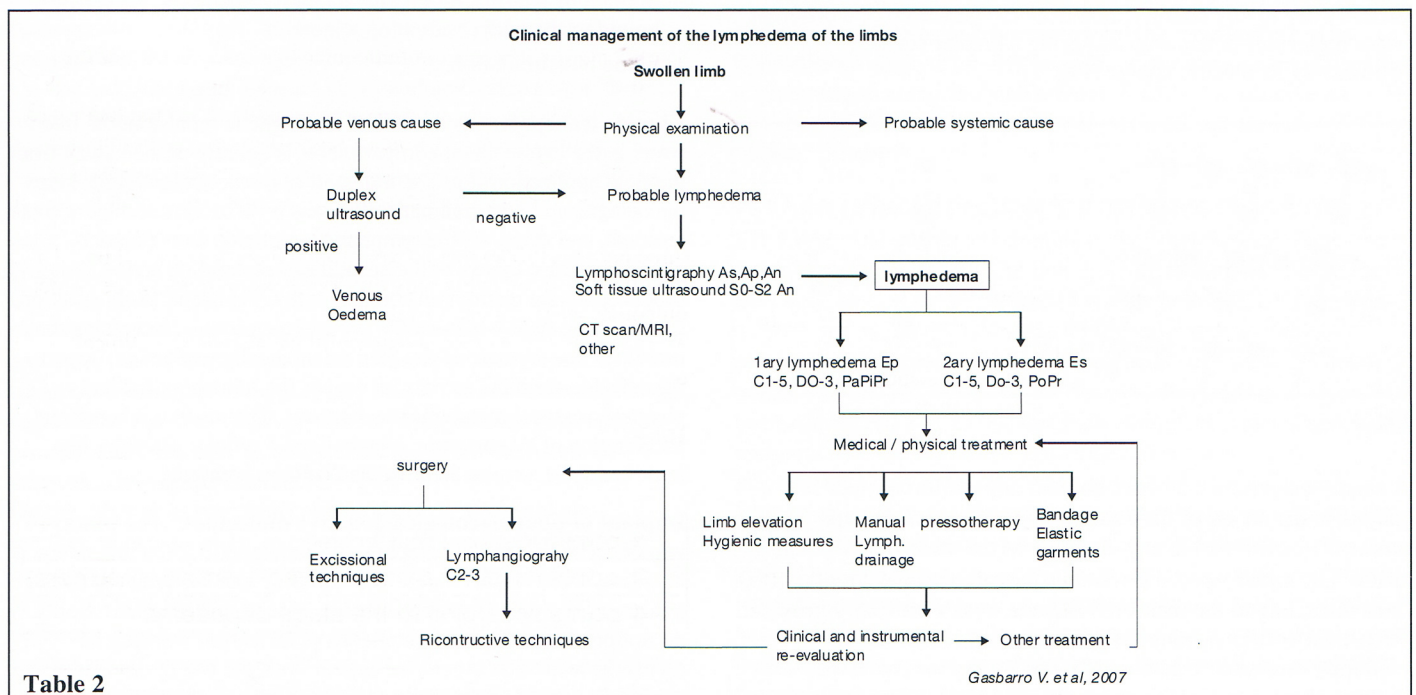 Clinical management of the lymphedema of the limbs
Swollen limb
Probable venous cause
Physical examination
Probable systemic cause
Duplex
ultrasound
negative
Probable lymphedema
positive
Venous
Oedema
Lymphoscintigraphy As,Ap,An
Soft tissue ultrasound S0-S2 An
CT scan/MRI,
other
lymphedema
1ary lymphedema Ep
C1-5, DO-3, PaPiPr
2ary lymphedema Es
C1-5, Do-3, PoPr
Medical / physical treatment
surgery
Limb elevation
Hygienic measures
Manual
Lymph.
drainage
pressotherapy
Bandage
Elastic
garments
Excissional
techniques
Lymphangiograhy
C2-3
Ricontructive techniques
Clinical and instrumental
re-evaluation
Other treatment
Gasbarro V. et al, 2007
Table 2